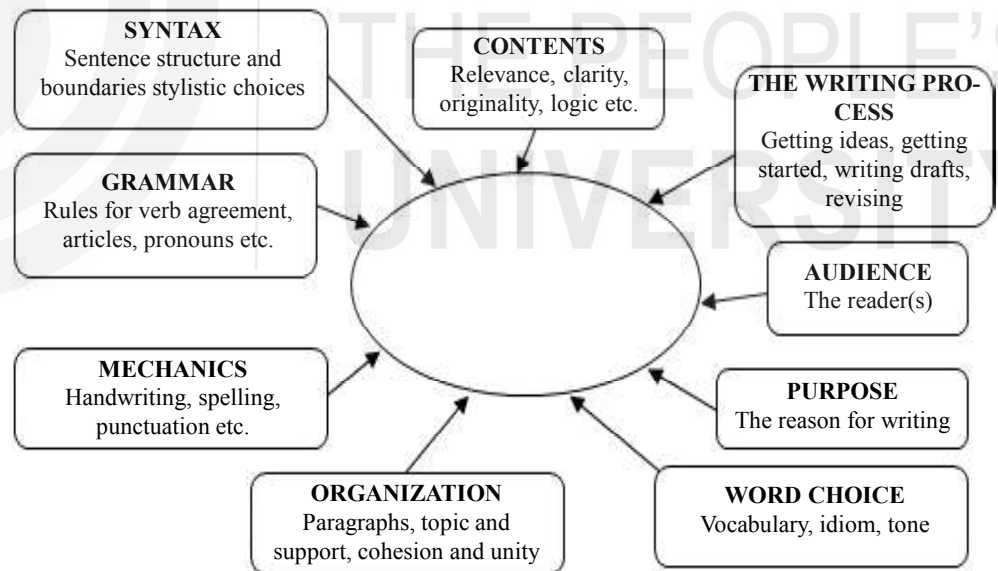 THE PEOPLE'S
UNIVERSITY
SYNTAX
Sentence structure and
boundaries stylistic choices
CONTENTS
Relevance, clarity,
originality, logic etc.
THE WRITING PRO-
CESS
Getting ideas, getting
started, writing drafts,
revising
GRAMMAR
Rules for verb agreement,
articles, pronouns etc.
AUDIENCE
The reader(s)
MECHANICS
Handwriting, spelling,
punctuation etc.
PURPOSE
The reason for writing
ORGANIZATION
Paragraphs, topic and
support, cohesion and unity
WORD CHOICE
Vocabulary, idiom, tone